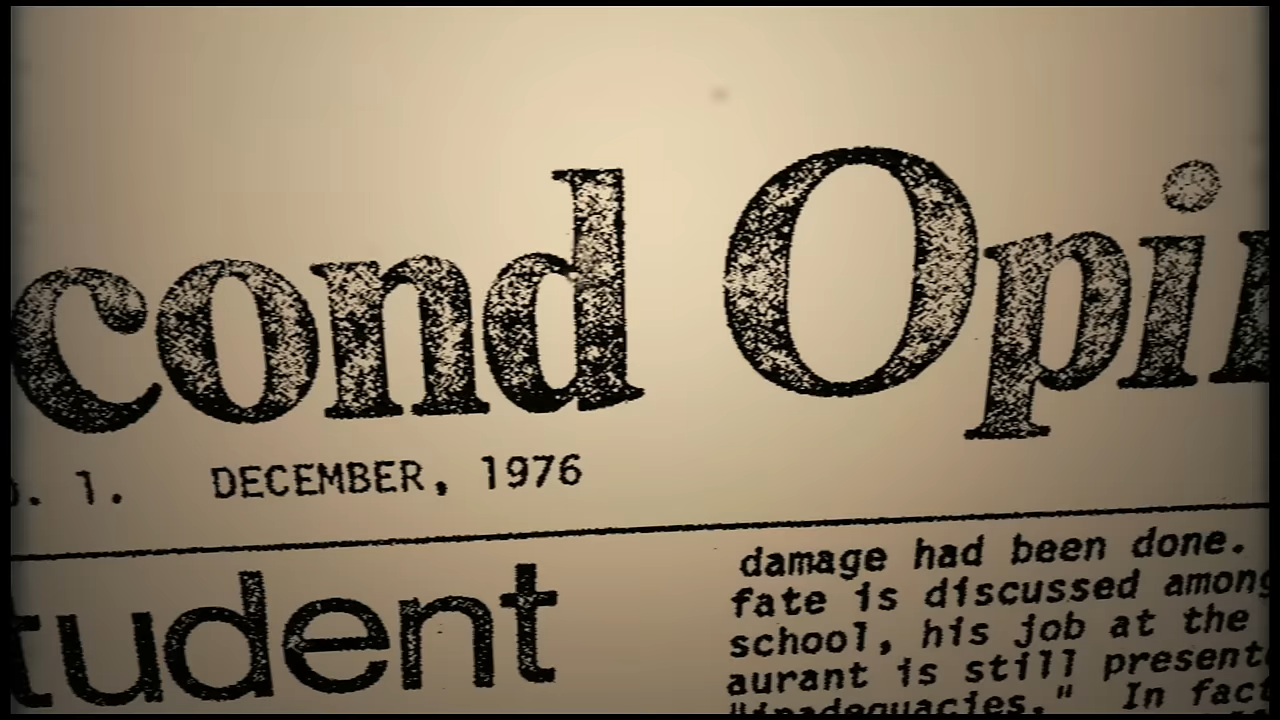 cond Opin
. 1. DECEMBER, 1976
tudent
damage had been done.
fate is discussed among
school, his job at the
aurant is still present
"inadequacies." In fact